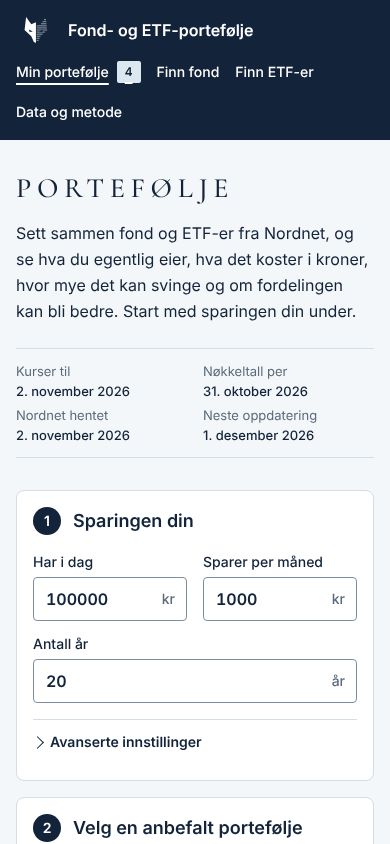 Fond- og ETF-portefølje
Min portefølje 4 Finn fond Finn ETF-er
Data og metode
PORTEFØLJE
Sett sammen fond og ETF-er fra Nordnet, og
se hva du egentlig eier, hva det koster i kroner,
hvor mye det kan svinge og om fordelingen
kan bli bedre. Start med sparingen din under.
Kurser til
2. november 2026
Nøkkeltall per
31. oktober 2026
Nordnet hentet
2. november 2026
Neste oppdatering
1. desember 2026
1 Sparingen din
Har i dag
100000 kr
Sparer per måned
1000 kr
Antall år
20 år
Avanserte innstillinger
2 Velg en anbefalt portefølje